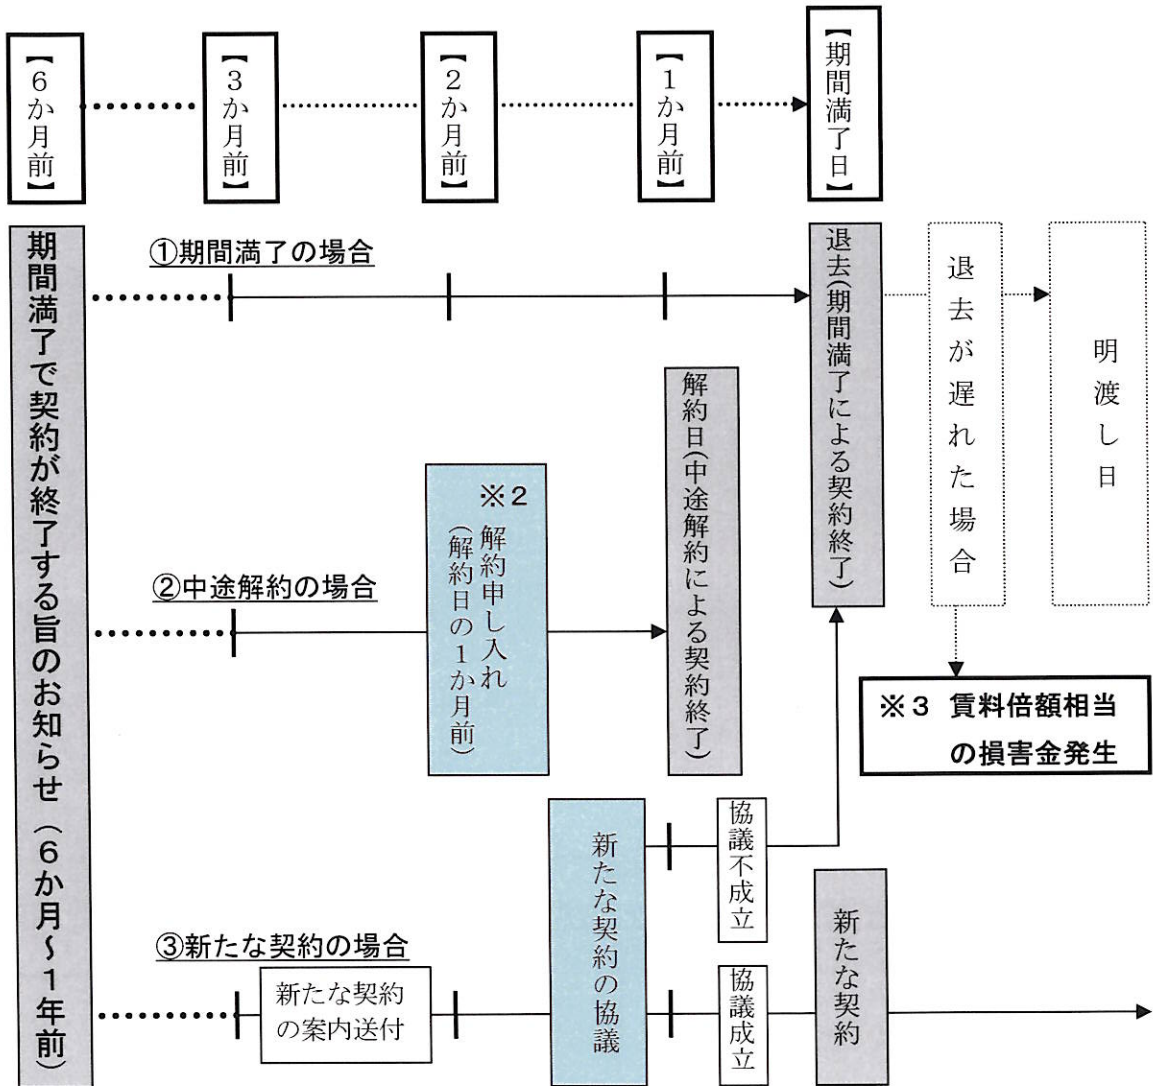 【6か月前】
【3か月前】
【2か月前】
【1か月前】
【期間満了日】
期間満了で契約が終了する旨のお知らせ（6か月～1年前）
①期間満了の場合
退去（期間満了による契約終了）
退去が遅れた場合
明渡し日
※3 賃料倍額相当
の損害金発生
②中途解約の場合
※2
解約申し入れ
（解約日の1か月前）
解約日（中途解約による契約終了）
③新たな契約の場合
新たな契約
の案内送付
新たな契約の協議
協議不成立
協議成立
新たな契約